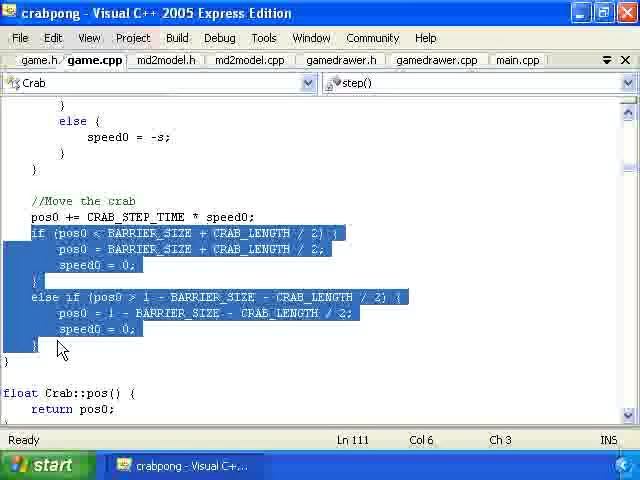 crabpong - Visual C++ 2005 Express Edition
File Edit View Project Build Debug Tools Window Community Help
game.h game.cpp md2model.h md2model.cpp gamedrawer.h gamedrawer.cpp main.cpp
Crab step()
}
else {
speed0 = -s;
}
}
//Move the crab
pos0 += CRAB_STEP_TIME * speed0;
if (pos0 < BARRIER_SIZE + CRAB_LENGTH / 2) {
pos0 = BARRIER_SIZE + CRAB_LENGTH / 2;
speed0 = 0;
}
else if (pos0 > 1 - BARRIER_SIZE - CRAB_LENGTH / 2) {
pos0 = 1 - BARRIER_SIZE - CRAB_LENGTH / 2;
speed0 = 0;
}
}
float Crab::pos() {
return pos0;
Ready Ln 111 Col 6 Ch 3 INS
start crabpong - Visual C+...